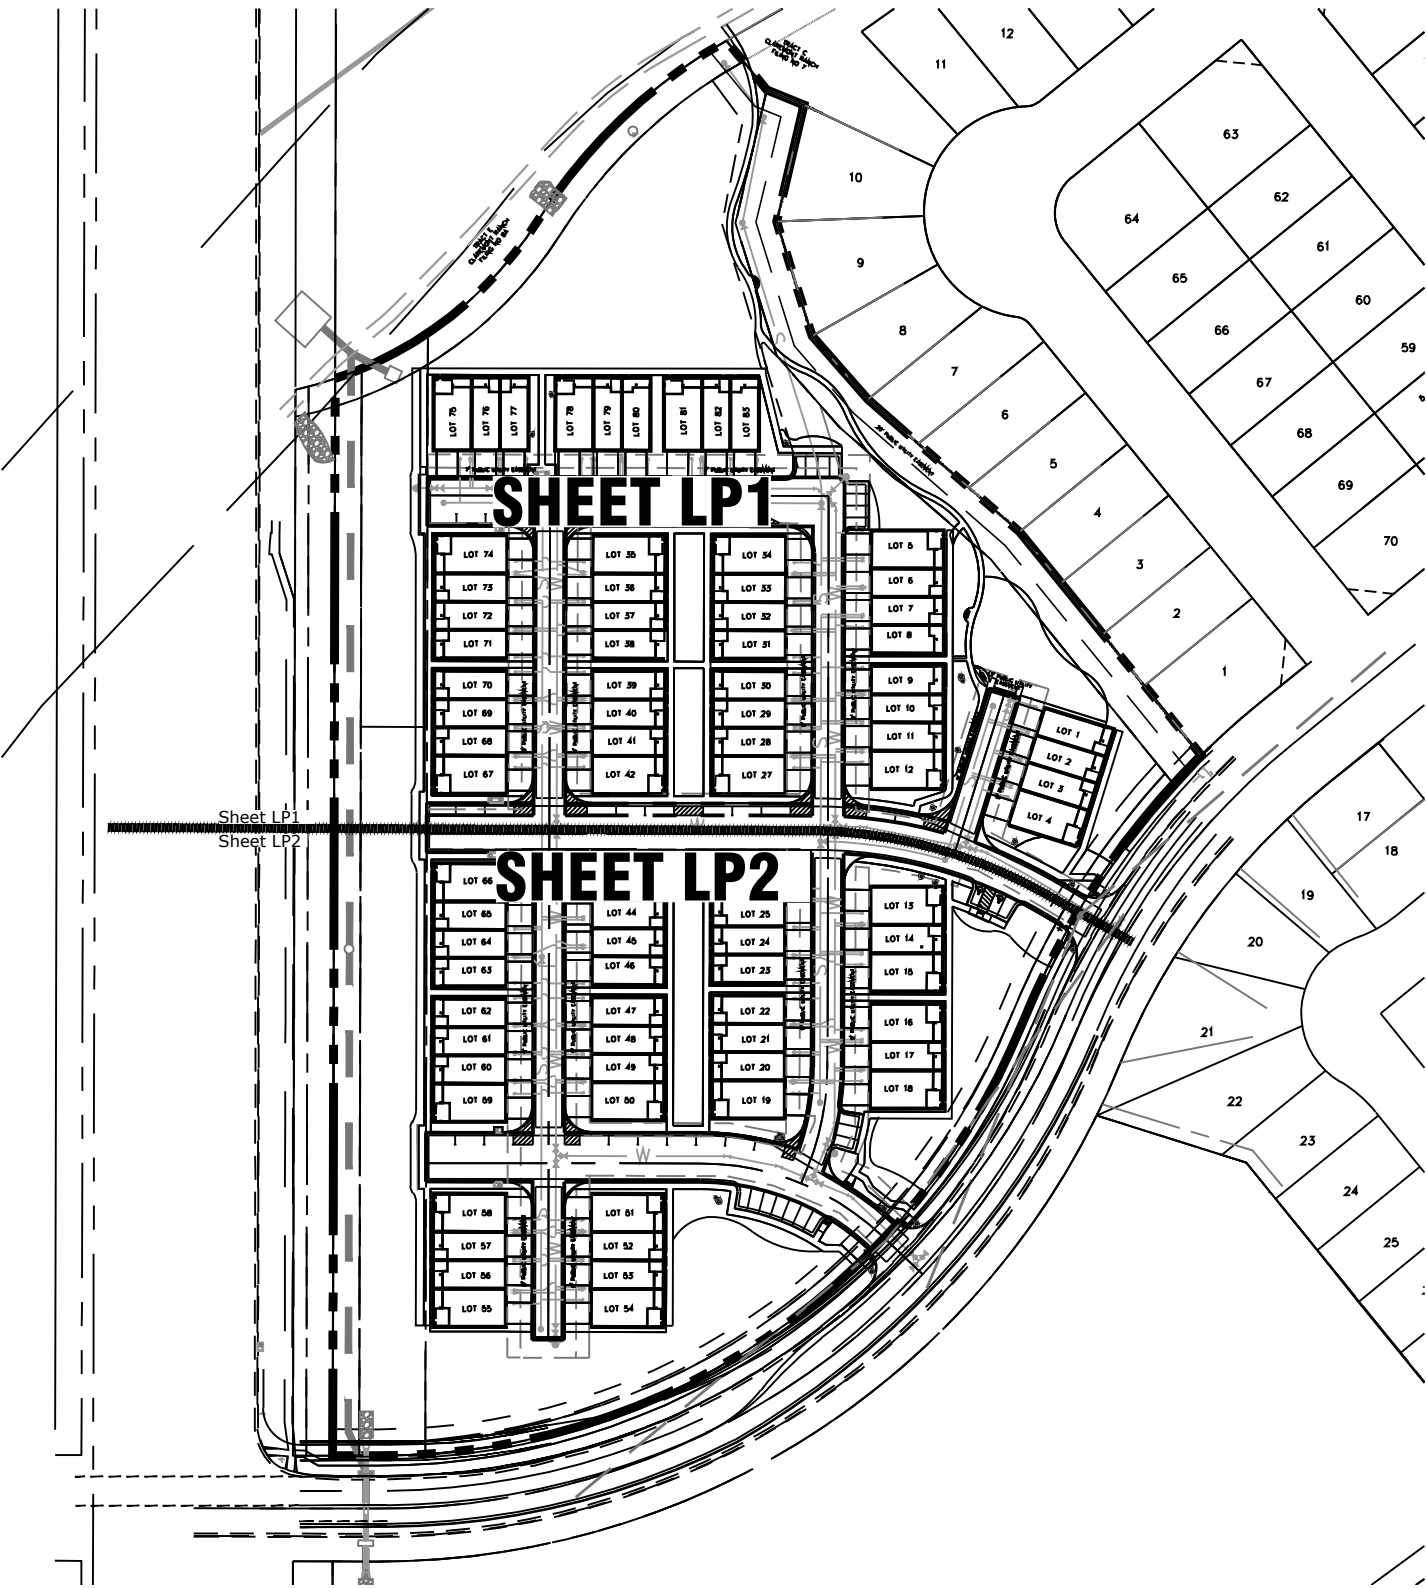 TRACT C
CLAREMONT RANCH
FILING NO 7
12
11
63
10
62
64
61
9
65
60
TRACT E
CLAREMONT RANCH
8
66
59
7
67
6
68
5
69
4
70
3
2
1
LOT 75
LOT 76
LOT 77
LOT 78
LOT 79
LOT 80
LOT 81
LOT 82
LOT 83
SHEET LP1
LOT 74
LOT 73
LOT 72
LOT 71
LOT 70
LOT 69
LOT 68
LOT 67
LOT 35
LOT 36
LOT 37
LOT 38
LOT 39
LOT 40
LOT 41
LOT 42
LOT 34
LOT 33
LOT 32
LOT 31
LOT 30
LOT 29
LOT 28
LOT 27
LOT 5
LOT 6
LOT 7
LOT 8
LOT 9
LOT 10
LOT 11
LOT 12
LOT 1
LOT 2
LOT 3
LOT 4
Sheet LP1
Sheet LP2
SHEET LP2
LOT 66
LOT 65
LOT 64
LOT 63
LOT 62
LOT 61
LOT 60
LOT 59
LOT 44
LOT 45
LOT 46
LOT 47
LOT 48
LOT 49
LOT 50
LOT 25
LOT 24
LOT 23
LOT 22
LOT 21
LOT 20
LOT 19
LOT 13
LOT 14
LOT 15
LOT 16
LOT 17
LOT 18
LOT 58
LOT 57
LOT 56
LOT 55
LOT 51
LOT 52
LOT 53
LOT 54
17
18
19
20
21
22
23
24
25